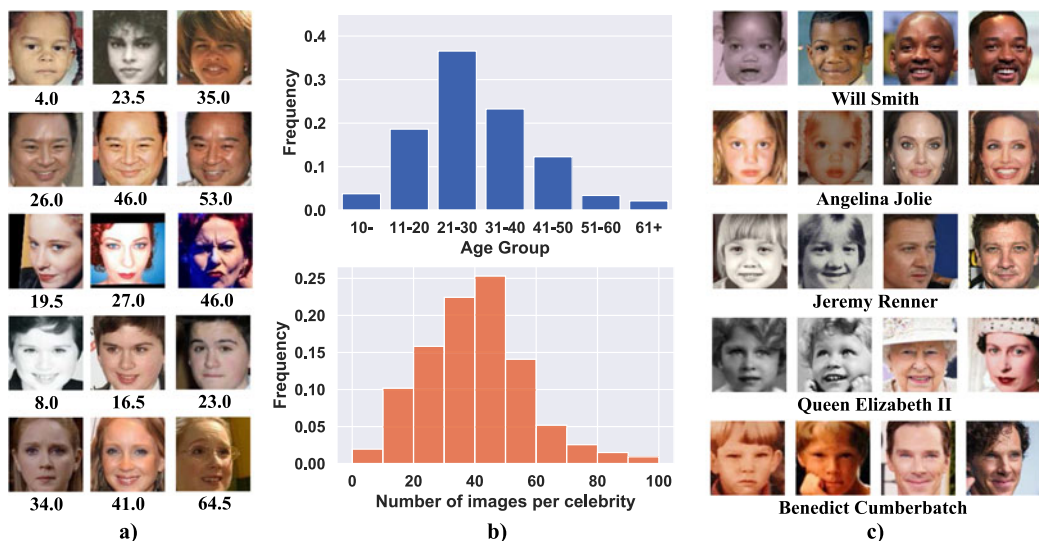 4.0 23.5 35.0
26.0 46.0 53.0
19.5 27.0 46.0
8.0 16.5 23.0
34.0 41.0 64.5
a)
0.4
0.3
0.2
0.1
0.0
Frequency
10- 11-20 21-30 31-40 41-50 51-60 61+
Age Group
0.25
0.20
0.15
0.10
0.05
0.00
Frequency
0 20 40 60 80 100
Number of images per celebrity
b)
Will Smith
Angelina Jolie
Jeremy Renner
Queen Elizabeth II
Benedict Cumberbatch
c)